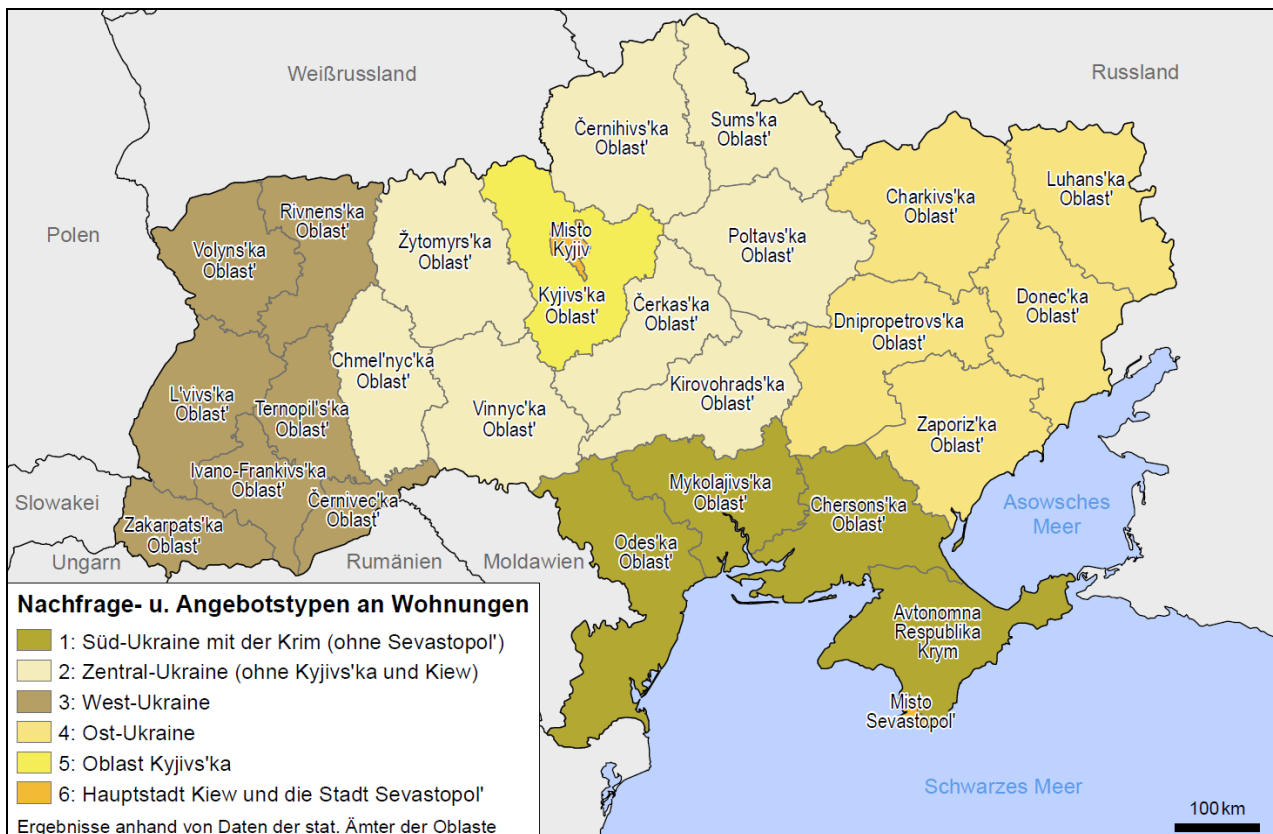 Weißrussland
Russland
Černihivs'ka
Oblast'
Sums'ka
Oblast'
Charkivs'ka
Oblast'
Luhans'ka
Oblast'
Polen
Rivnens'ka
Oblast'
Volyns'ka
Oblast'
Žytomyrs'ka
Oblast'
Misto
Kyjiv
Kyjivs'ka
Oblast'
Poltavs'ka
Oblast'
Čerkas'ka
Oblast'
Dnipropetrovs'ka
Oblast'
Donec'ka
Oblast'
Chmel'nyc'ka
Oblast'
L'vivs'ka
Oblast'
Ternopil's'ka
Oblast'
Vinnyc'ka
Oblast'
Kirovohrads'ka
Oblast'
Zaporiz'ka
Oblast'
Ivano-Frankivs'ka
Oblast'
Černivec'ka
Oblast'
Zakarpats'ka
Oblast'
Mykolajivs'ka
Oblast'
Chersons'ka
Oblast'
Odes'ka
Oblast'
Slowakei
Ungarn
Rumänien
Moldawien
Asowsches
Meer
Avtonomna
Respublika
Krym
Misto
Sevastopol'
Schwarzes Meer
100 km
Nachfrage- u. Angebotstypen an Wohnungen
1: Süd-Ukraine mit der Krim (ohne Sevastopol')
2: Zentral-Ukraine (ohne Kyjivs'ka und Kiew)
3: West-Ukraine
4: Ost-Ukraine
5: Oblast Kyjivs'ka
6: Hauptstadt Kiew und die Stadt Sevastopol'
Ergebnisse anhand von Daten der stat. Ämter der Oblaste